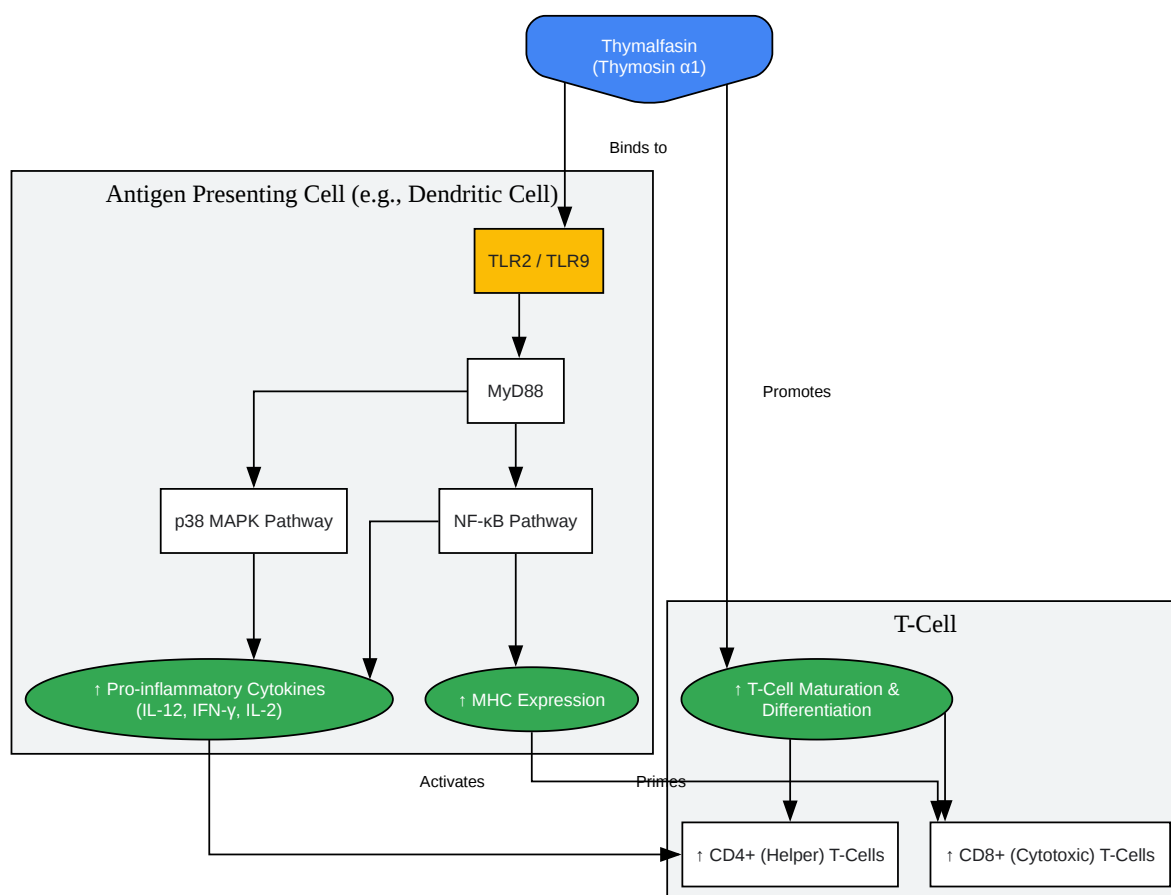 Thymalfasin
(Thymosin α1)
Binds to
Antigen Presenting Cell (e.g., Dendritic Cell)
TLR2 / TLR9
MyD88
Promotes
p38 MAPK Pathway
NF-κB Pathway
T-Cell
↑ Pro-inflammatory Cytokines
(IL-12, IFN-γ, IL-2)
↑ MHC Expression
↑ T-Cell Maturation &
Differentiation
Activates
Primes
↑ CD4+ (Helper) T-Cells
↑ CD8+ (Cytotoxic) T-Cells